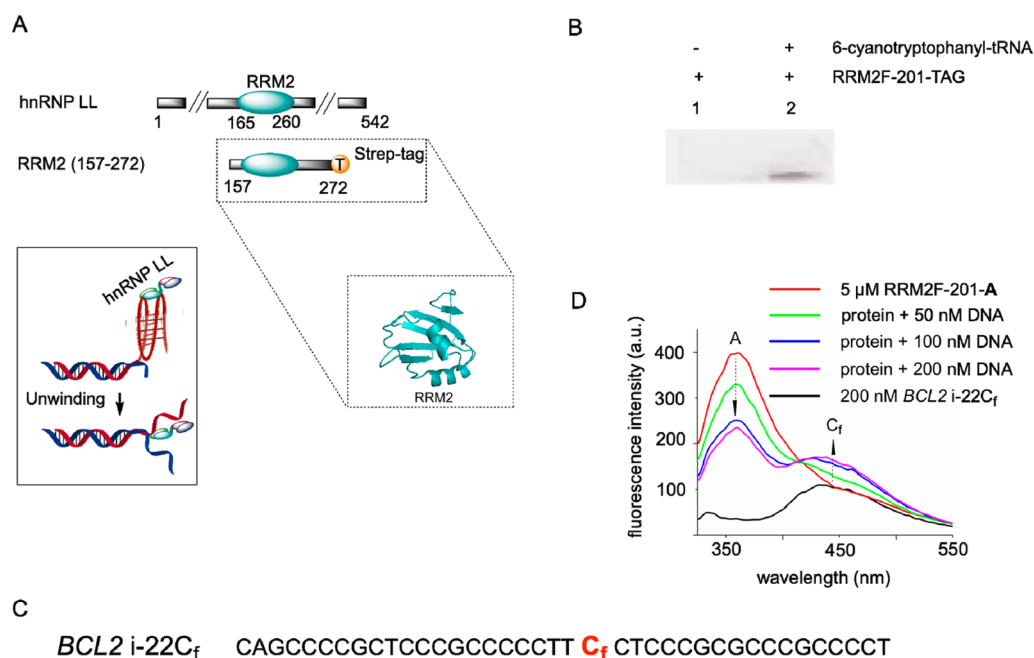 A
hnRNP LL
RRM2
1
165
260
542
RRM2 (157-272)
T
Strep-tag
157
272
hnRNP LL
Unwinding
RRM2
B
- + 6-cyanotryptophanyl-tRNA
+ + RRM2F-201-TAG
1 2
D
5 µM RRM2F-201-A
protein + 50 nM DNA
protein + 100 nM DNA
protein + 200 nM DNA
200 nM BCL2 i-22Cf
A
Cf
fluorescence intensity (a.u.)
400
300
200
100
350 450 550
wavelength (nm)
C
BCL2 i-22Cf CAGCCCCGCTCCCGCCCCCTT Cf CTCCCGCGCCCGCCCCT